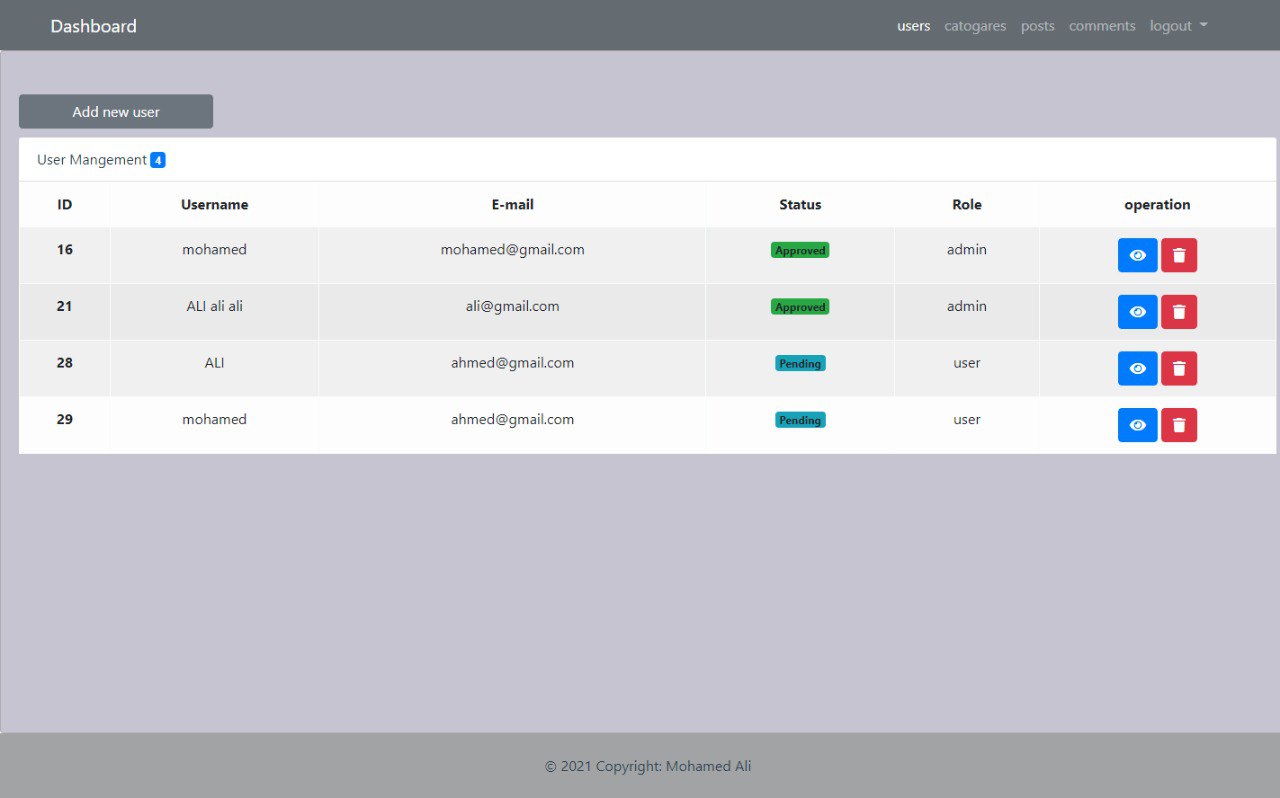 Dashboard users catogares posts comments logout
Add new user
User Mangement 4
ID Username E-mail Status Role operation
16 mohamed mohamed@gmail.com Approved admin
21 ALI ali ali ali@gmail.com Approved admin
28 ALI ahmed@gmail.com Pending user
29 mohamed ahmed@gmail.com Pending user
© 2021 Copyright: Mohamed Ali